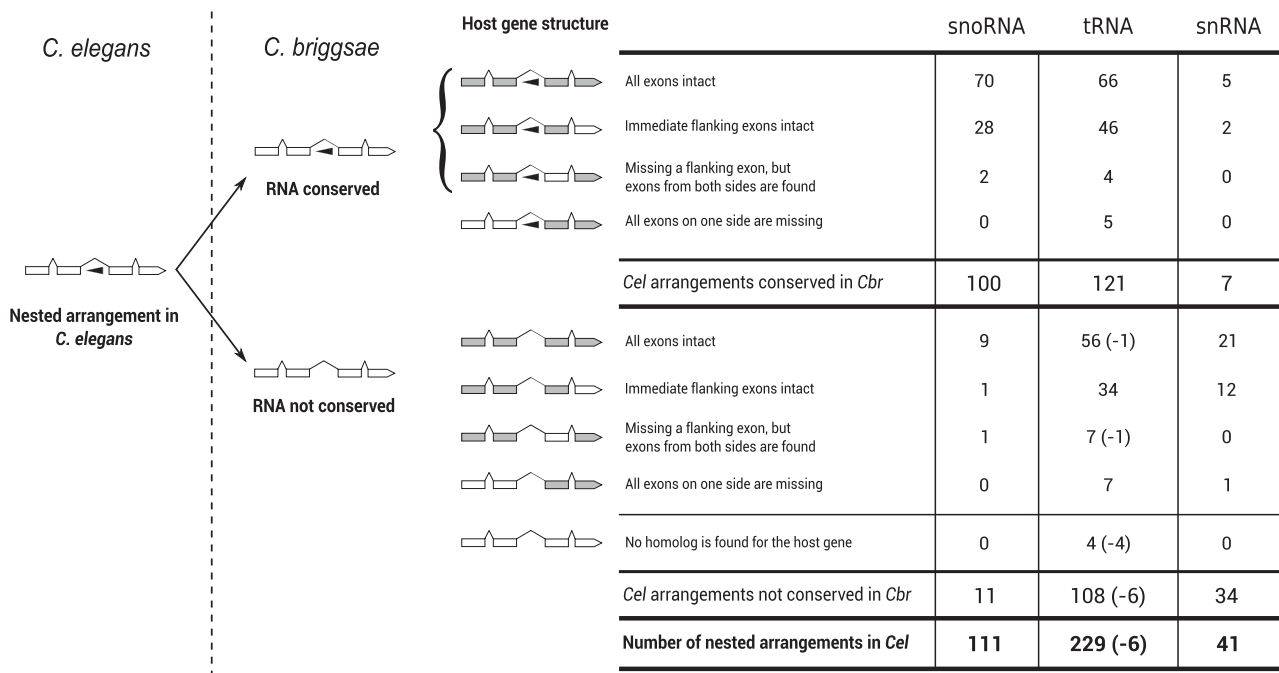 Host gene structure snoRNA tRNA snRNA
C. elegans C. briggsae
All exons intact 70 66 5
Immediate flanking exons intact 28 46 2
Missing a flanking exon, but
exons from both sides are found 2 4 0
RNA conserved
All exons on one side are missing 0 5 0
Cel arrangements conserved in Cbr 100 121 7
Nested arrangement in
C. elegans
All exons intact 9 56 (-1) 21
Immediate flanking exons intact 1 34 12
RNA not conserved
Missing a flanking exon, but
exons from both sides are found 1 7 (-1) 0
All exons on one side are missing 0 7 1
No homolog is found for the host gene 0 4 (-4) 0
Cel arrangements not conserved in Cbr 11 108 (-6) 34
Number of nested arrangements in Cel 111 229 (-6) 41